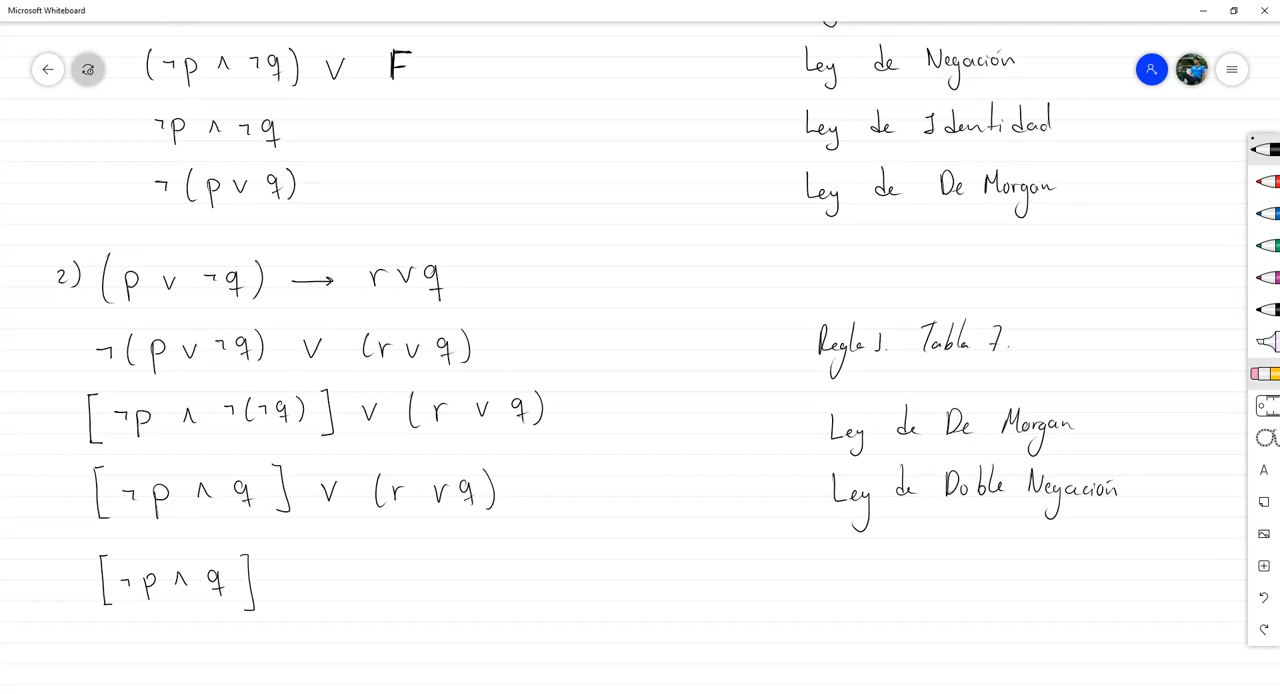 Microsoft Whiteboard
(¬p ∧ ¬q) ∨ F Ley de Negación
¬p ∧ ¬q Ley de Identidad
¬(p ∨ q) Ley de De Morgan
2) (p ∨ ¬q) → r ∨ q
¬(p ∨ ¬q) ∨ (r ∨ q) Regla 1. Tabla 7.
[¬p ∧ ¬(¬q)] ∨ (r ∨ q) Ley de De Morgan
[¬p ∧ q] ∨ (r ∨ q) Ley de Doble Negación
[¬p ∧ q]